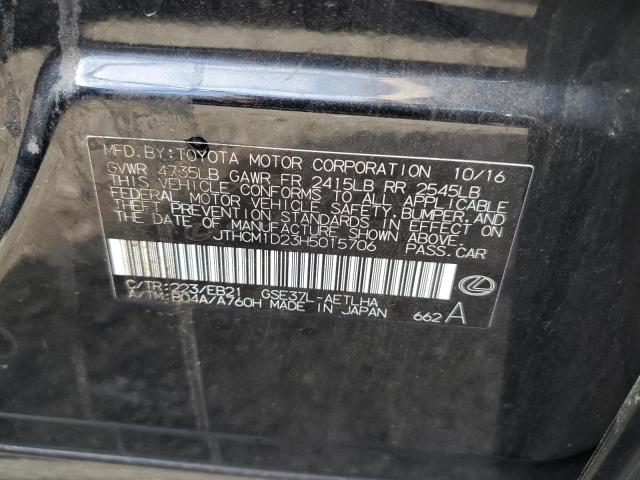 MFD. BY: TOYOTA MOTOR CORPORATION 10/16
GVWR 4735LB GAWR FR 2415LB RR 2545LB
THIS VEHICLE CONFORMS TO ALL APPLICABLE
FEDERAL MOTOR VEHICLE SAFETY, BUMPER, AND
THEFT PREVENTION STANDARDS IN EFFECT ON
THE DATE OF MANUFACTURE SHOWN ABOVE.
JTHCM1D23H5015706 PASS. CAR
C/TR: 223/EB21 GSE37L-AETLHA
A/TM: B04A/A760H MADE IN JAPAN
662 A